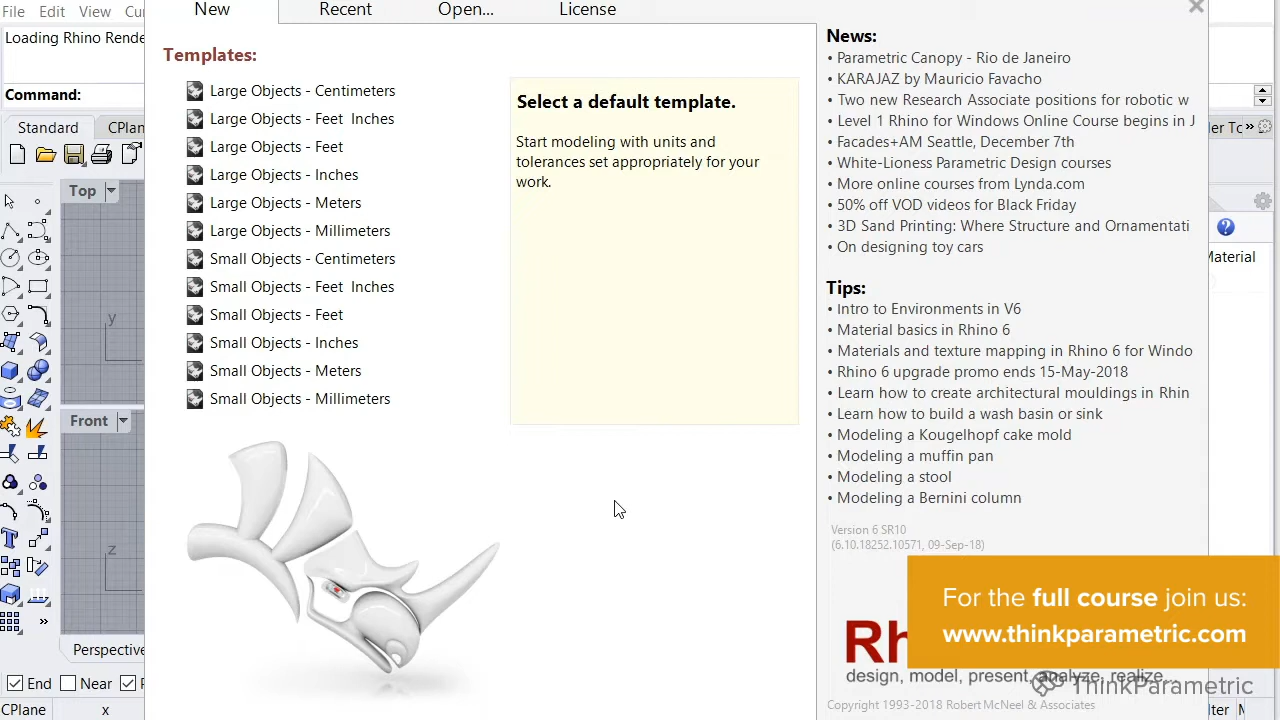 File Edit View Cu
New Recent Open... License
Loading Rhino Rende
Command:
Standard CPlan
der Tc »
Templates:
Large Objects - Centimeters
Large Objects - Feet Inches
Large Objects - Feet
Large Objects - Inches
Large Objects - Meters
Large Objects - Millimeters
Small Objects - Centimeters
Small Objects - Feet Inches
Small Objects - Feet
Small Objects - Inches
Small Objects - Meters
Small Objects - Millimeters
Select a default template.
Start modeling with units and
tolerances set appropriately for your
work.
News:
• Parametric Canopy - Rio de Janeiro
• KARAJAZ by Mauricio Favacho
• Two new Research Associate positions for robotic w
• Level 1 Rhino for Windows Online Course begins in J
• Facades+AM Seattle, December 7th
• White-Lioness Parametric Design courses
• More online courses from Lynda.com
• 50% off VOD videos for Black Friday
• 3D Sand Printing: Where Structure and Ornamentati
• On designing toy cars
Tips:
• Intro to Environments in V6
• Material basics in Rhino 6
• Materials and texture mapping in Rhino 6 for Windo
• Rhino 6 upgrade promo ends 15-May-2018
• Learn how to create architectural mouldings in Rhin
• Learn how to build a wash basin or sink
• Modeling a Kougelhopf cake mold
• Modeling a muffin pan
• Modeling a stool
• Modeling a Bernini column
Version 6 SR10
(6.10.18252.10571, 09-Sep-18)
Rh
design, model, present, analyze, realize...
Copyright 1993-2018 Robert McNeel & Associates
For the full course join us:
www.thinkparametric.com
ThinkParametric
Material
Top
y
Front
z
Perspective
End Near P
CPlane x
lter M